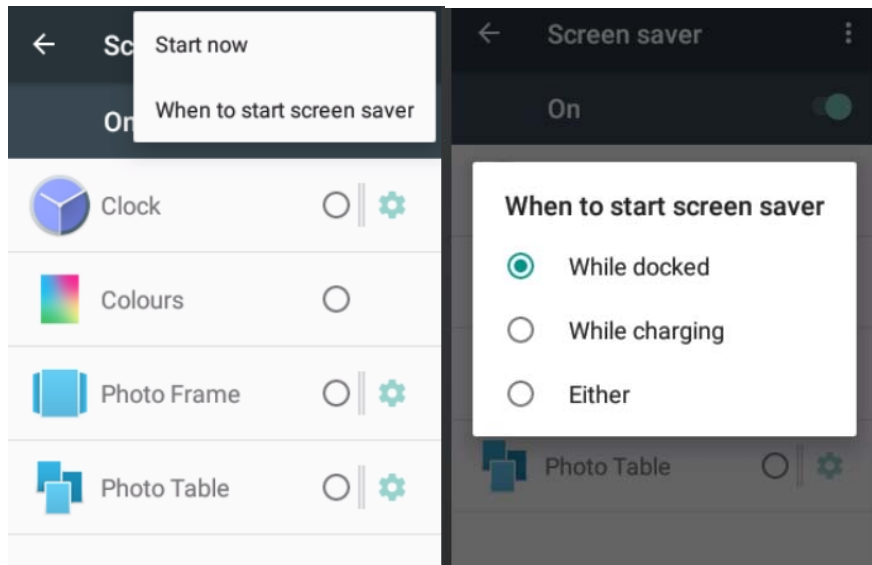 Sc
Start now
On
When to start screen saver
Clock
Colours
Photo Frame
Photo Table
Screen saver
On
When to start screen saver
While docked
While charging
Either
Photo Table